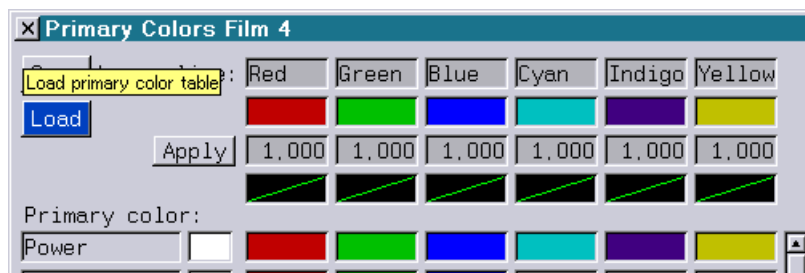 Primary Colors Film 4
Red Green Blue Cyan Indigo Yellow
Load primary color table
Load
Apply 1,000 1,000 1,000 1,000 1,000 1,000
Primary color:
Power